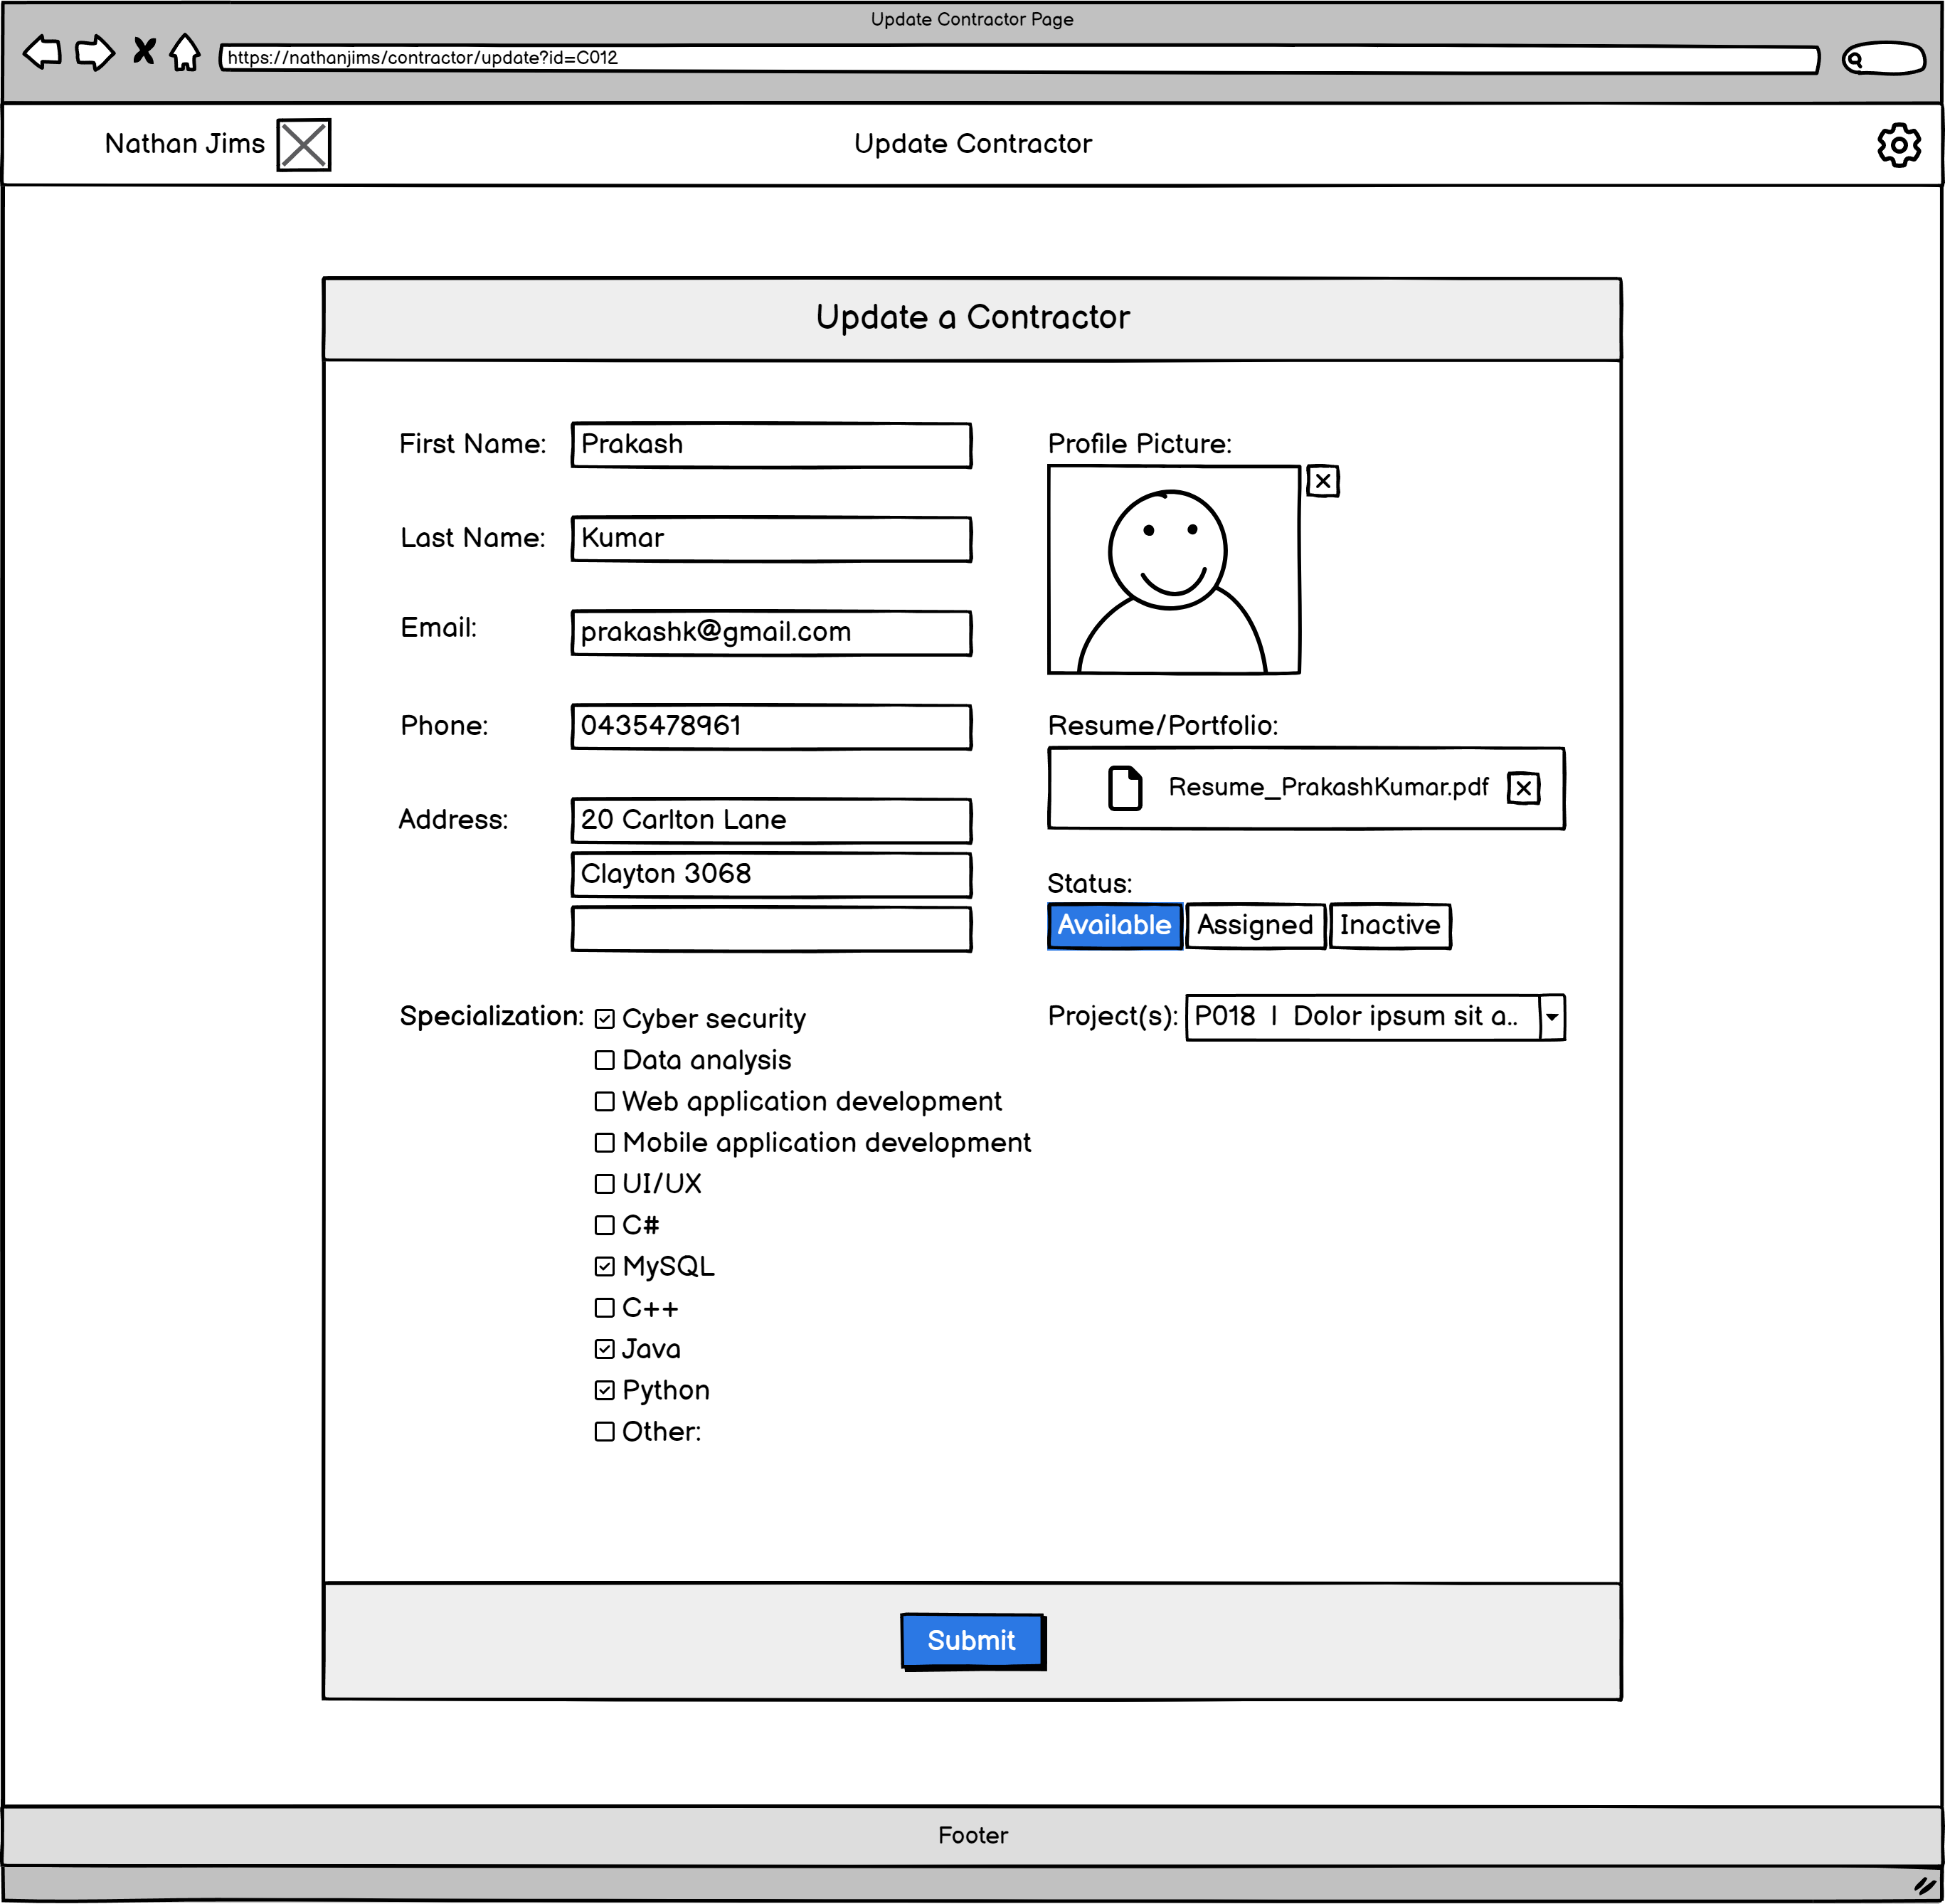 Update Contractor Page
https://nathanjims/contractor/update?id=C012
Nathan Jims
Update Contractor
Update a Contractor
First Name:
Prakash
Last Name:
Kumar
Email:
prakashk@gmail.com
Phone:
0435478961
Address:
20 Carlton Lane
Clayton 3068
Specialization:
Cyber security
Data analysis
Web application development
Mobile application development
UI/UX
C#
MySQL
C++
Java
Python
Other:
Profile Picture:
Resume/Portfolio:
Resume_PrakashKumar.pdf
Status:
Available
Assigned
Inactive
Project(s):
P018 | Dolor ipsum sit a..
Submit
Footer